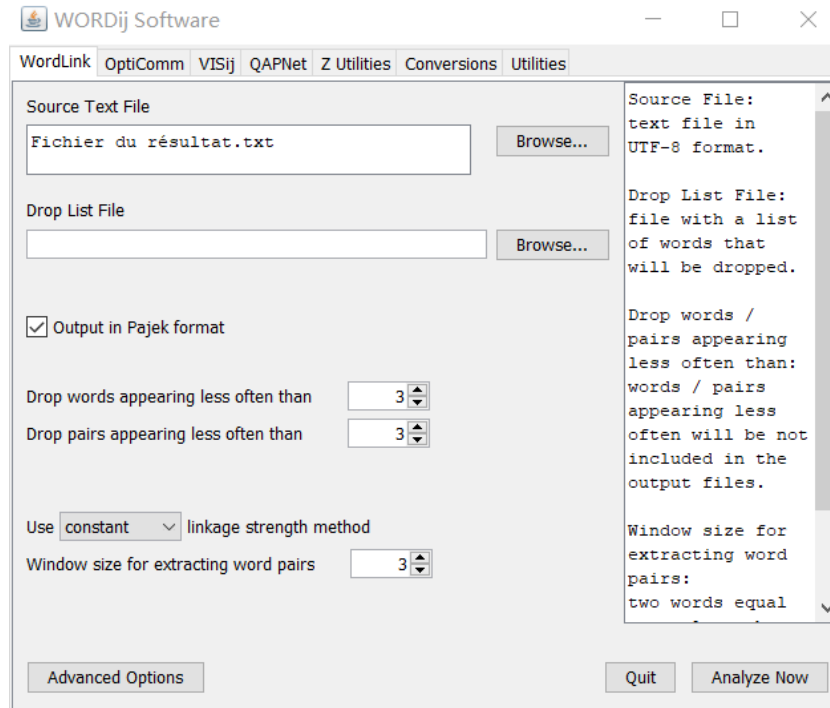 WORDij Software
WordLink OptiComm VISij QAPNet Z Utilities Conversions Utilities
Source Text File
Fichier du résultat.txt
Browse...
Drop List File
Browse...
Output in Pajek format
Drop words appearing less often than 3
Drop pairs appearing less often than 3
Use constant linkage strength method
Window size for extracting word pairs 3
Advanced Options
Quit
Analyze Now
Source File:
text file in
UTF-8 format.
Drop List File:
file with a list
of words that
will be dropped.
Drop words /
pairs appearing
less often than:
words / pairs
appearing less
often will be not
included in the
output files.
Window size for
extracting word
pairs:
two words equal